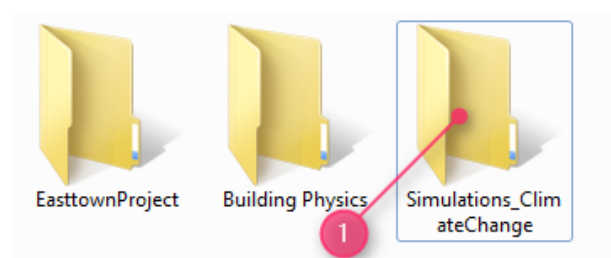 EasttownProject
Building Physics
Simulations_Clim
ateChange
1